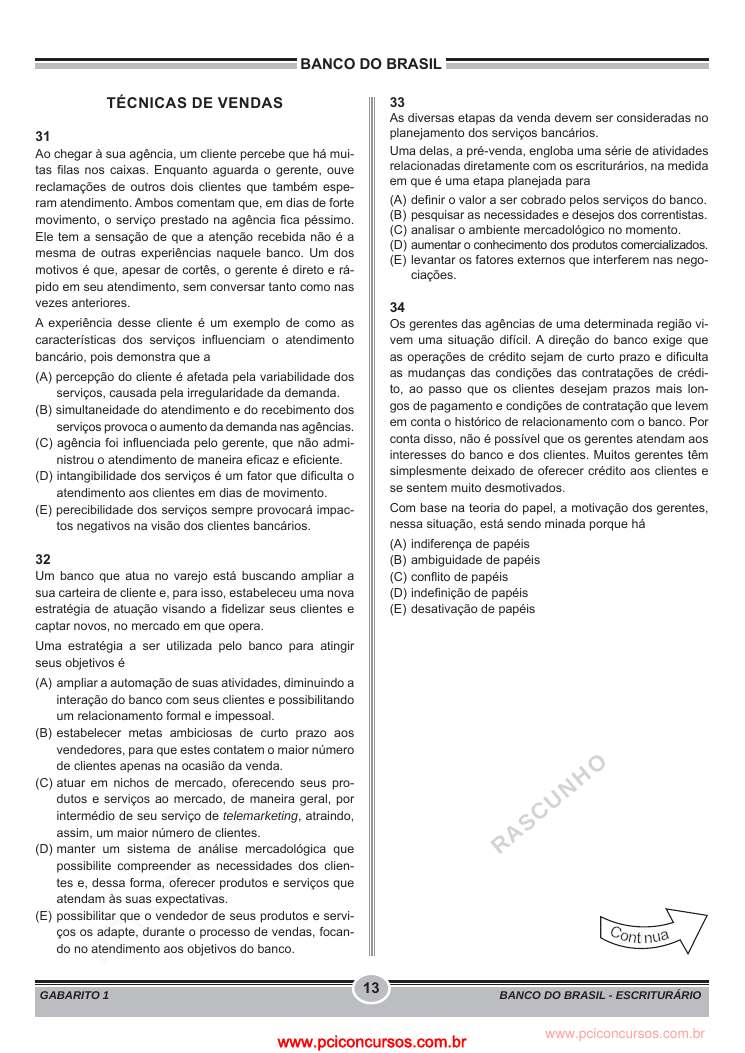 BANCO DO BRASIL
TÉCNICAS DE VENDAS
31
Ao chegar à sua agência, um cliente percebe que há mui-
tas filas nos caixas. Enquanto aguarda o gerente, ouve
reclamações de outros dois clientes que também espe-
ram atendimento. Ambos comentam que, em dias de forte
movimento, o serviço prestado na agência fica péssimo.
Ele tem a sensação de que a atenção recebida não é a
mesma de outras experiências naquele banco. Um dos
motivos é que, apesar de cortês, o gerente é direto e rá-
pido em seu atendimento, sem conversar tanto como nas
vezes anteriores.
A experiência desse cliente é um exemplo de como as
características dos serviços influenciam o atendimento
bancário, pois demonstra que a
(A) percepção do cliente é afetada pela variabilidade dos
serviços, causada pela irregularidade da demanda.
(B) simultaneidade do atendimento e do recebimento dos
serviços provoca o aumento da demanda nas agências.
(C) agência foi influenciada pelo gerente, que não admi-
nistrou o atendimento de maneira eficaz e eficiente.
(D) intangibilidade dos serviços é um fator que dificulta o
atendimento aos clientes em dias de movimento.
(E) perecibilidade dos serviços sempre provocará impac-
tos negativos na visão dos clientes bancários.
32
Um banco que atua no varejo está buscando ampliar a
sua carteira de cliente e, para isso, estabeleceu uma nova
estratégia de atuação visando a fidelizar seus clientes e
captar novos, no mercado em que opera.
Uma estratégia a ser utilizada pelo banco para atingir
seus objetivos é
(A) ampliar a automação de suas atividades, diminuindo a
interação do banco com seus clientes e possibilitando
um relacionamento formal e impessoal.
(B) estabelecer metas ambiciosas de curto prazo aos
vendedores, para que estes contatem o maior número
de clientes apenas na ocasião da venda.
(C) atuar em nichos de mercado, oferecendo seus pro-
dutos e serviços ao mercado, de maneira geral, por
intermédio de seu serviço de telemarketing, atraindo,
assim, um maior número de clientes.
(D) manter um sistema de análise mercadológica que
possibilite compreender as necessidades dos clien-
tes e, dessa forma, oferecer produtos e serviços que
atendam às suas expectativas.
(E) possibilitar que o vendedor de seus produtos e servi-
ços os adapte, durante o processo de vendas, focan-
do no atendimento aos objetivos do banco.
33
As diversas etapas da venda devem ser consideradas no
planejamento dos serviços bancários.
Uma delas, a pré-venda, engloba uma série de atividades
relacionadas diretamente com os escriturários, na medida
em que é uma etapa planejada para
(A) definir o valor a ser cobrado pelos serviços do banco.
(B) pesquisar as necessidades e desejos dos correntistas.
(C) analisar o ambiente mercadológico no momento.
(D) aumentar o conhecimento dos produtos comercializados.
(E) levantar os fatores externos que interferem nas nego-
ciações.
34
Os gerentes das agências de uma determinada região vi-
vem uma situação difícil. A direção do banco exige que
as operações de crédito sejam de curto prazo e dificulta
as mudanças das condições das contratações de crédi-
to, ao passo que os clientes desejam prazos mais lon-
gos de pagamento e condições de contratação que levem
em conta o histórico de relacionamento com o banco. Por
conta disso, não é possível que os gerentes atendam aos
interesses do banco e dos clientes. Muitos gerentes têm
simplesmente deixado de oferecer crédito aos clientes e
se sentem muito desmotivados.
Com base na teoria do papel, a motivação dos gerentes,
nessa situação, está sendo minada porque há
(A) indiferença de papéis
(B) ambiguidade de papéis
(C) conflito de papéis
(D) indefinição de papéis
(E) desativação de papéis
RASCUNHO
Cont nua
GABARITO 1
13
BANCO DO BRASIL - ESCRITURÁRIO
www.pciconcursos.com.br
www.pciconcursos.com.br